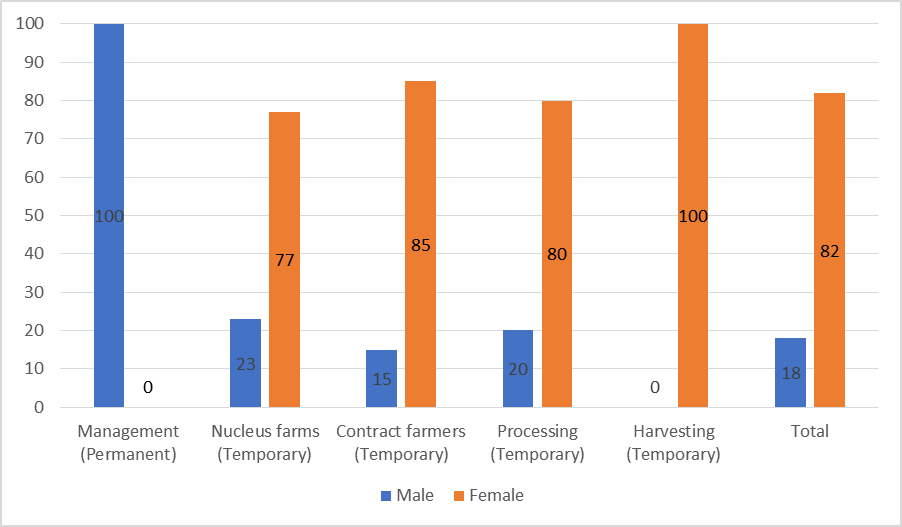 100
90
80
70
60
50
40
30
20
10
0
100
0
23
77
15
85
20
80
0
100
18
82
Management
(Permanent)
Nucleus farms
(Temporary)
Contract farmers
(Temporary)
Processing
(Temporary)
Harvesting
(Temporary)
Total
Male
Female